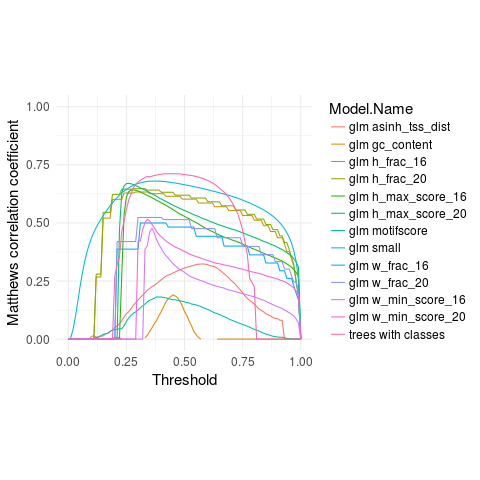 Model.Name
glm asinh_tss_dist
glm gc_content
glm h_frac_16
glm h_frac_20
glm h_max_score_16
glm h_max_score_20
glm motifscore
glm small
glm w_frac_16
glm w_frac_20
glm w_min_score_16
glm w_min_score_20
trees with classes
Matthews correlation coefficient
1.00
0.75
0.50
0.25
0.00
0.00 0.25 0.50 0.75 1.00
Threshold